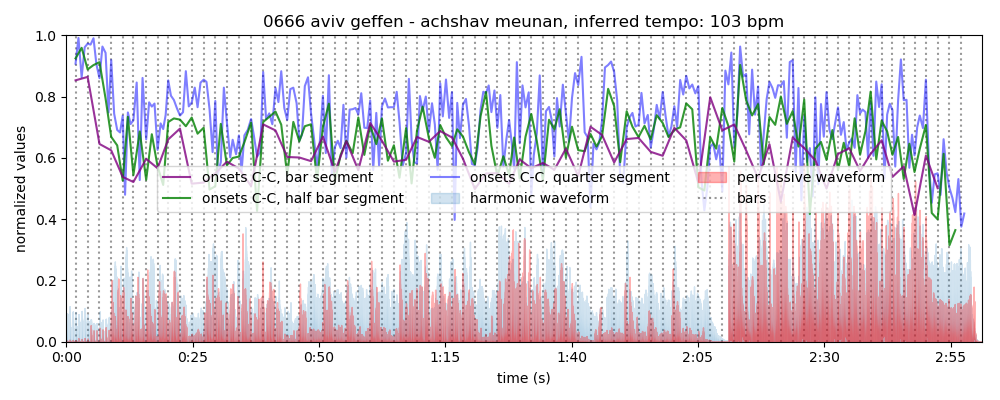 0666 aviv geffen - achshav meunan, inferred tempo: 103 bpm
normalized values
1.0
0.8
0.6
0.4
0.2
0.0
onsets C-C, bar segment
onsets C-C, half bar segment
onsets C-C, quarer segment
harmonic waveform
percussive waveform
bars
0:00 0:25 0:50 1:15 1:40 2:05 2:30 2:55
time (s)